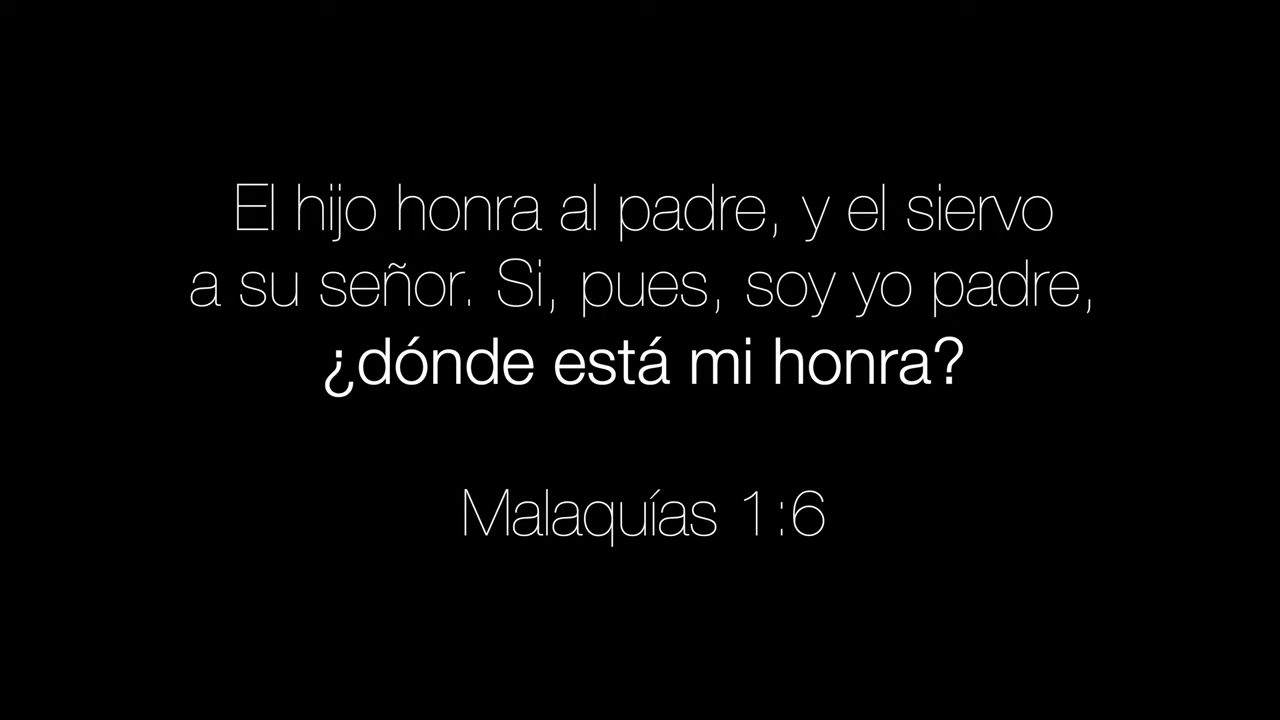 El hijo honra al padre, y el siervo
a su señor. Si, pues, soy yo padre,
¿dónde está mi honra?
Malaquías 1:6